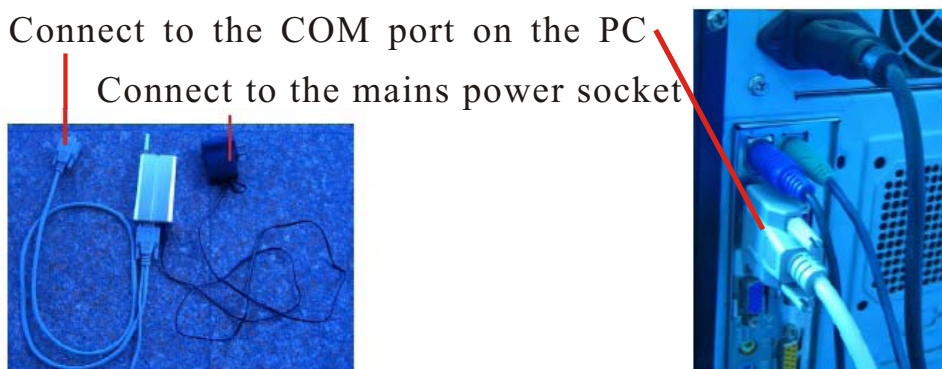 Connect to the COM port on the PC
Connect to the mains power socket